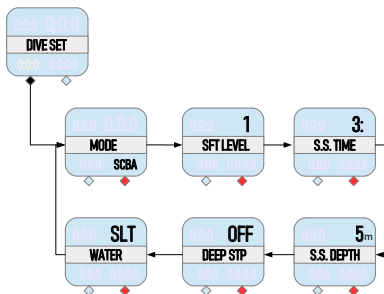 DIVE SET
MODE
SCBA
1
SFT LEVEL
3:
S.S. TIME
SLT
WATER
OFF
DEEP STP
5m
S.S. DEPTH